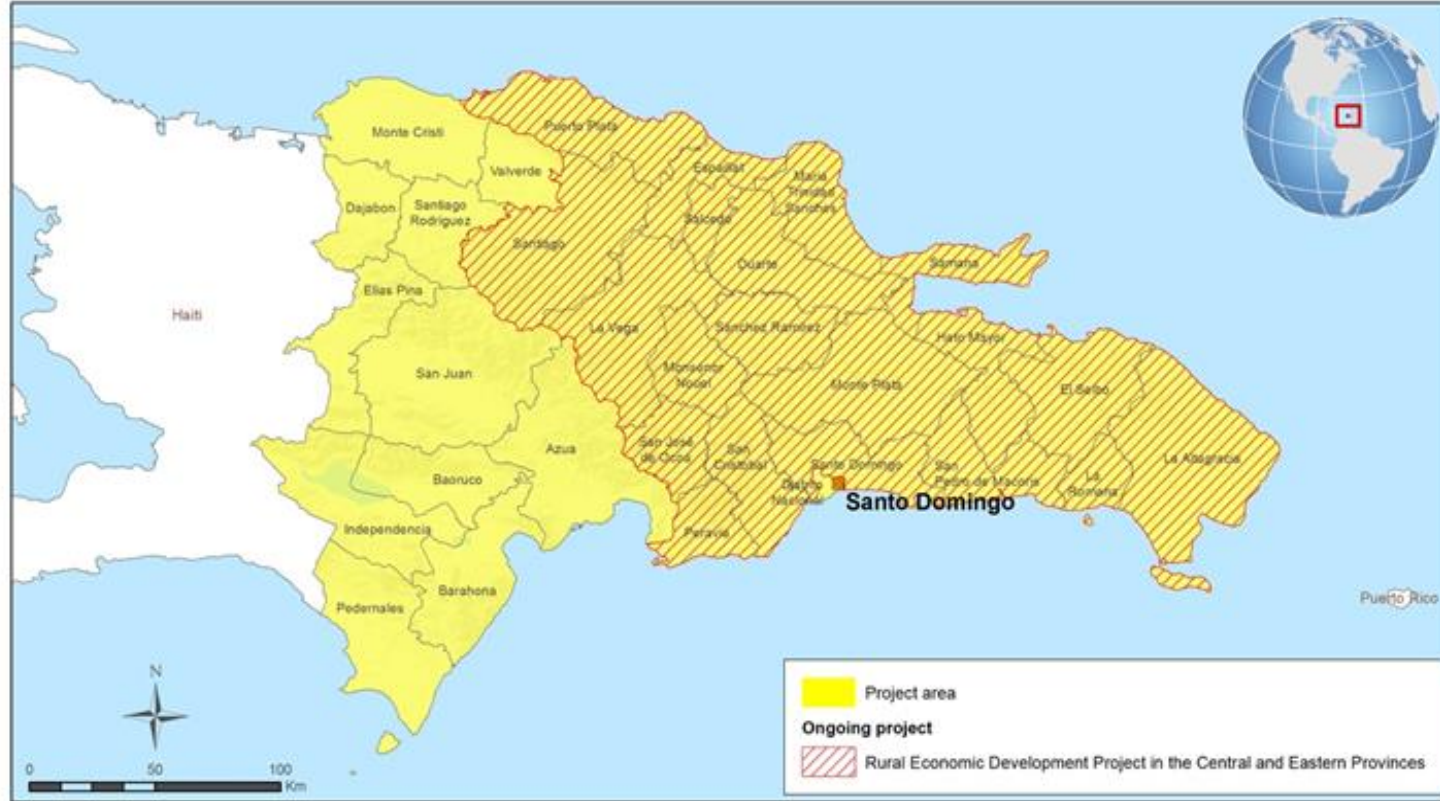 Monte Cristi
Puerto Plata
Valverde
Espaillat
Maria
Trinidad
Sanchez
Dajabon
Santiago
Rodriguez
Salcedo
Santiago
Duarte
Samana
Elias Pina
Haiti
La Vega
Sanchez Ramirez
Hato Mayor
San Juan
Monsenor
Nouel
Monte Plata
El Seibo
Azua
San José
de Ocoa
San
Cristobal
Santo Domingo
San
Pedro de Macoris
La
Romana
La Altagracia
Baoruco
Distrito
Nacional
Santo Domingo
Independencia
Peravia
Barahona
Pedernales
Puerto Rico
N
0 50 100
Km
Project area
Ongoing project
Rural Economic Development Project in the Central and Eastern Provinces